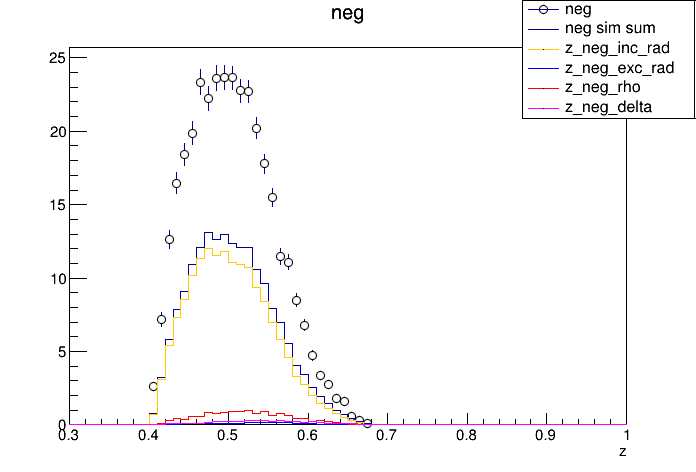 neg
neg
neg sim sum
z_neg_inc_rad
z_neg_exc_rad
z_neg_rho
z_neg_delta
25
20
15
10
5
0
0.3 0.4 0.5 0.6 0.7 0.8 0.9 1
z